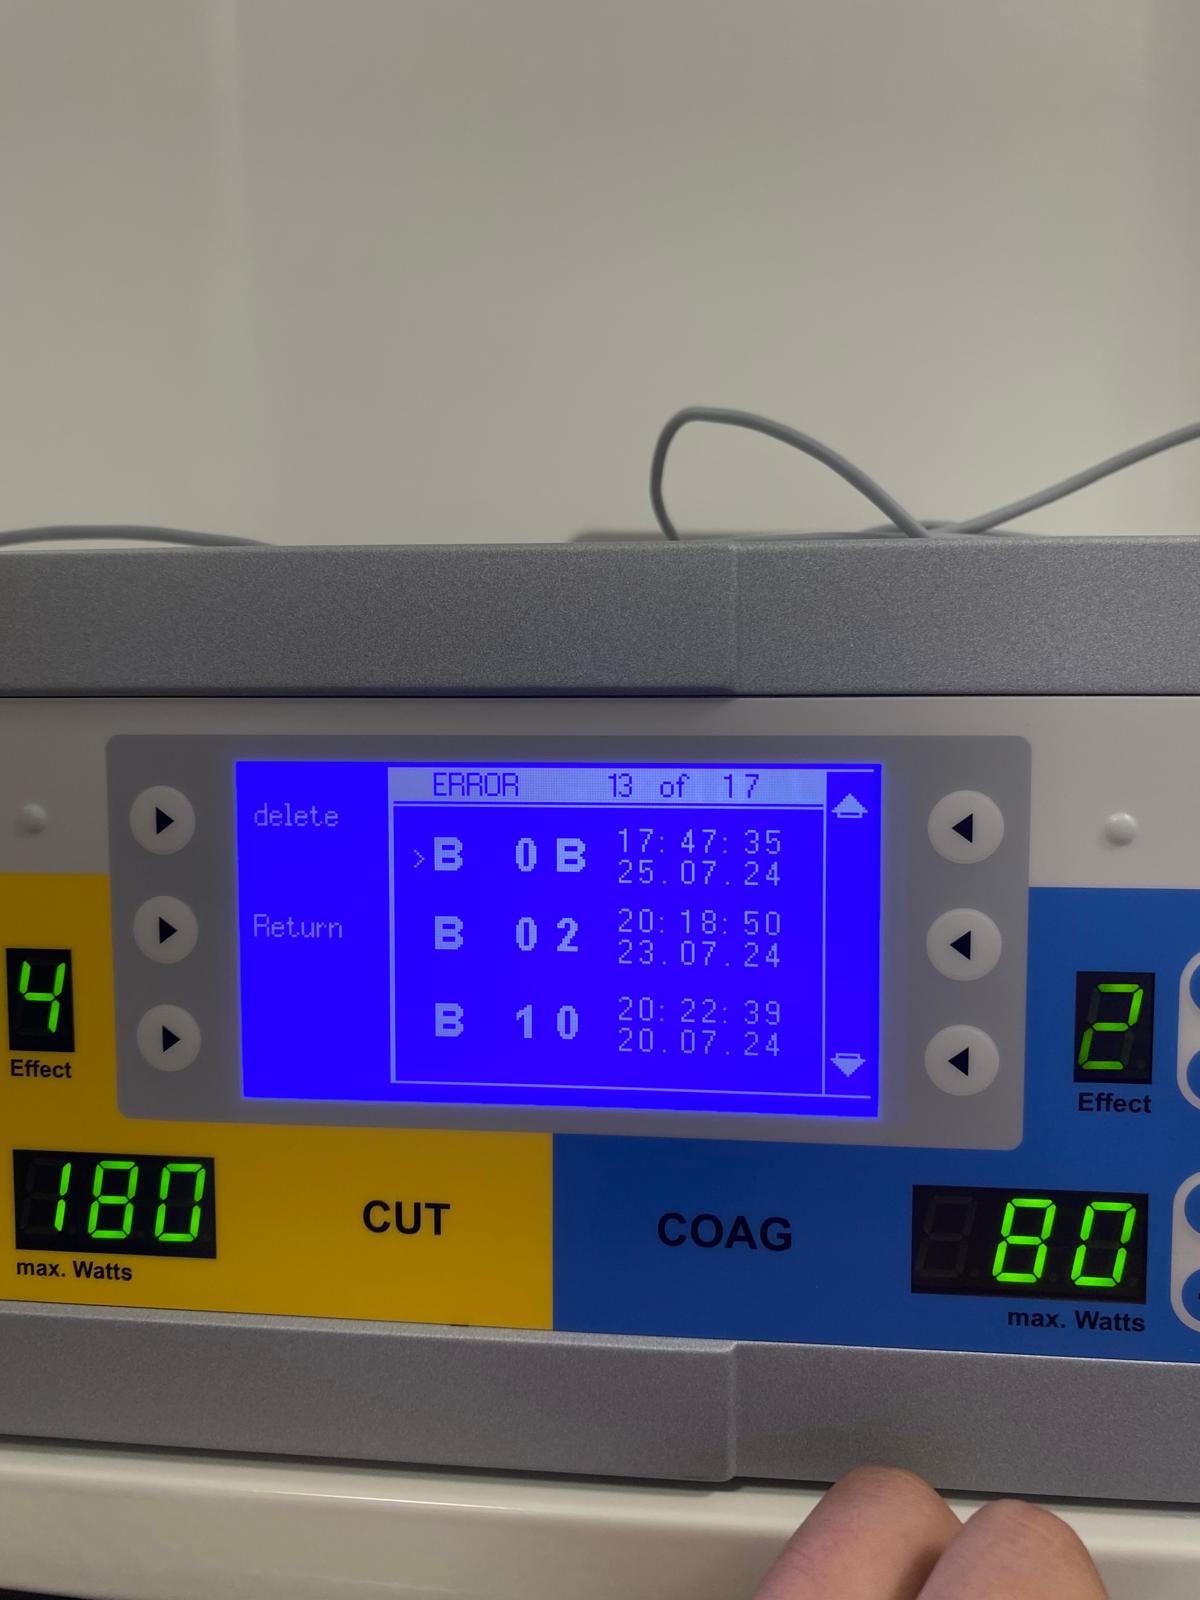 delete
Return
ERROR 13 of 17
>B 0B 17:47:35
25.07.24
B 02 20:18:50
23.07.24
B 10 20:22:39
20.07.24
4
Effect
2
Effect
180
max. Watts
CUT
COAG
80
max. Watts